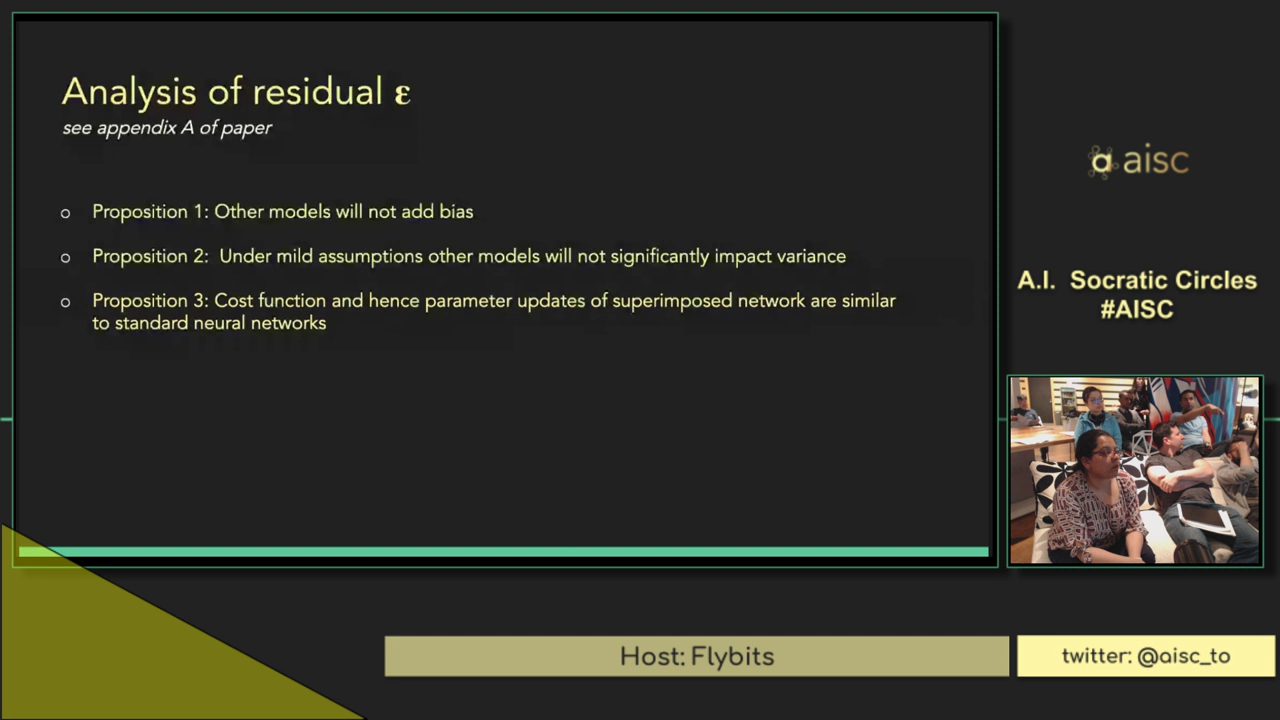 Analysis of residual ε
see appendix A of paper
o Proposition 1: Other models will not add bias
o Proposition 2: Under mild assumptions other models will not significantly impact variance
o Proposition 3: Cost function and hence parameter updates of superimposed network are similar
to standard neural networks
a aisc
A.I. Socratic Circles
#AISC
Host: Flybits
twitter: @aisc_to